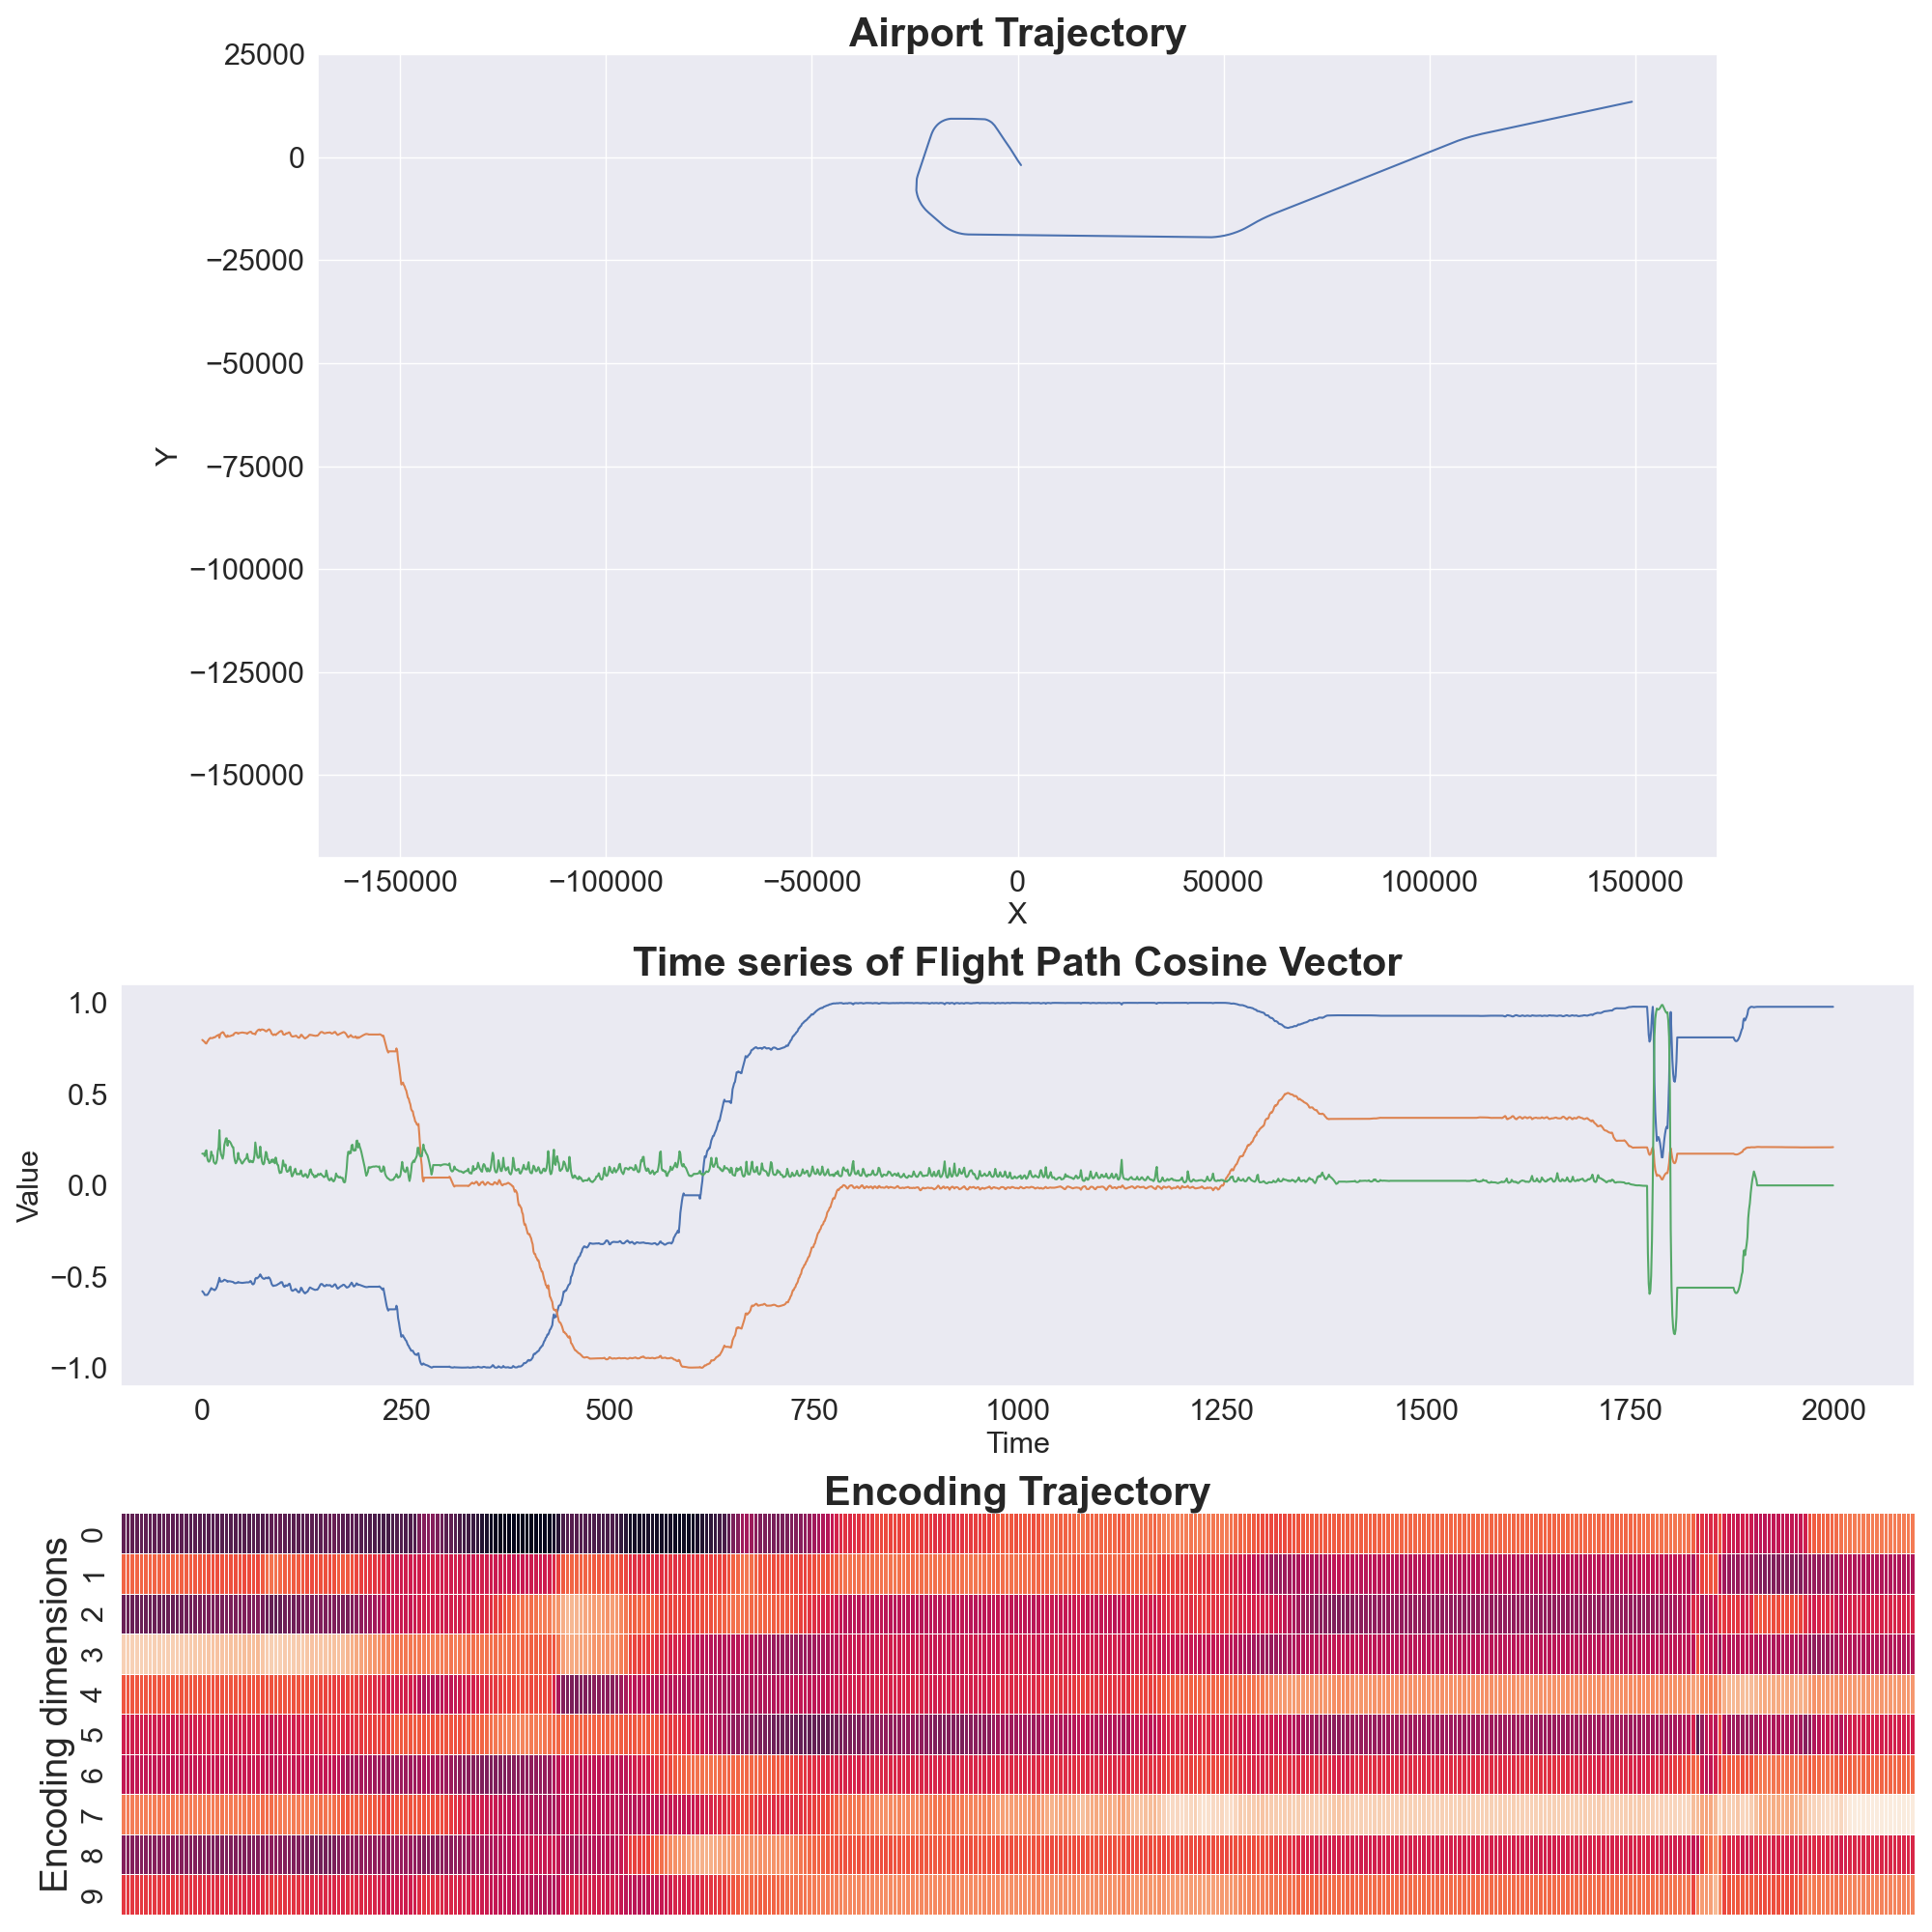 Airport Trajectory
25000
0
−25000
−50000
−75000
−100000
−125000
−150000
Y
−150000 −100000 −50000 0 50000 100000 150000
X
Time series of Flight Path Cosine Vector
1.0
0.5
0.0
−0.5
−1.0
Value
0 250 500 750 1000 1250 1500 1750 2000
Time
Encoding Trajectory
Encoding dimensions
0
1
2
3
4
5
6
7
8
9